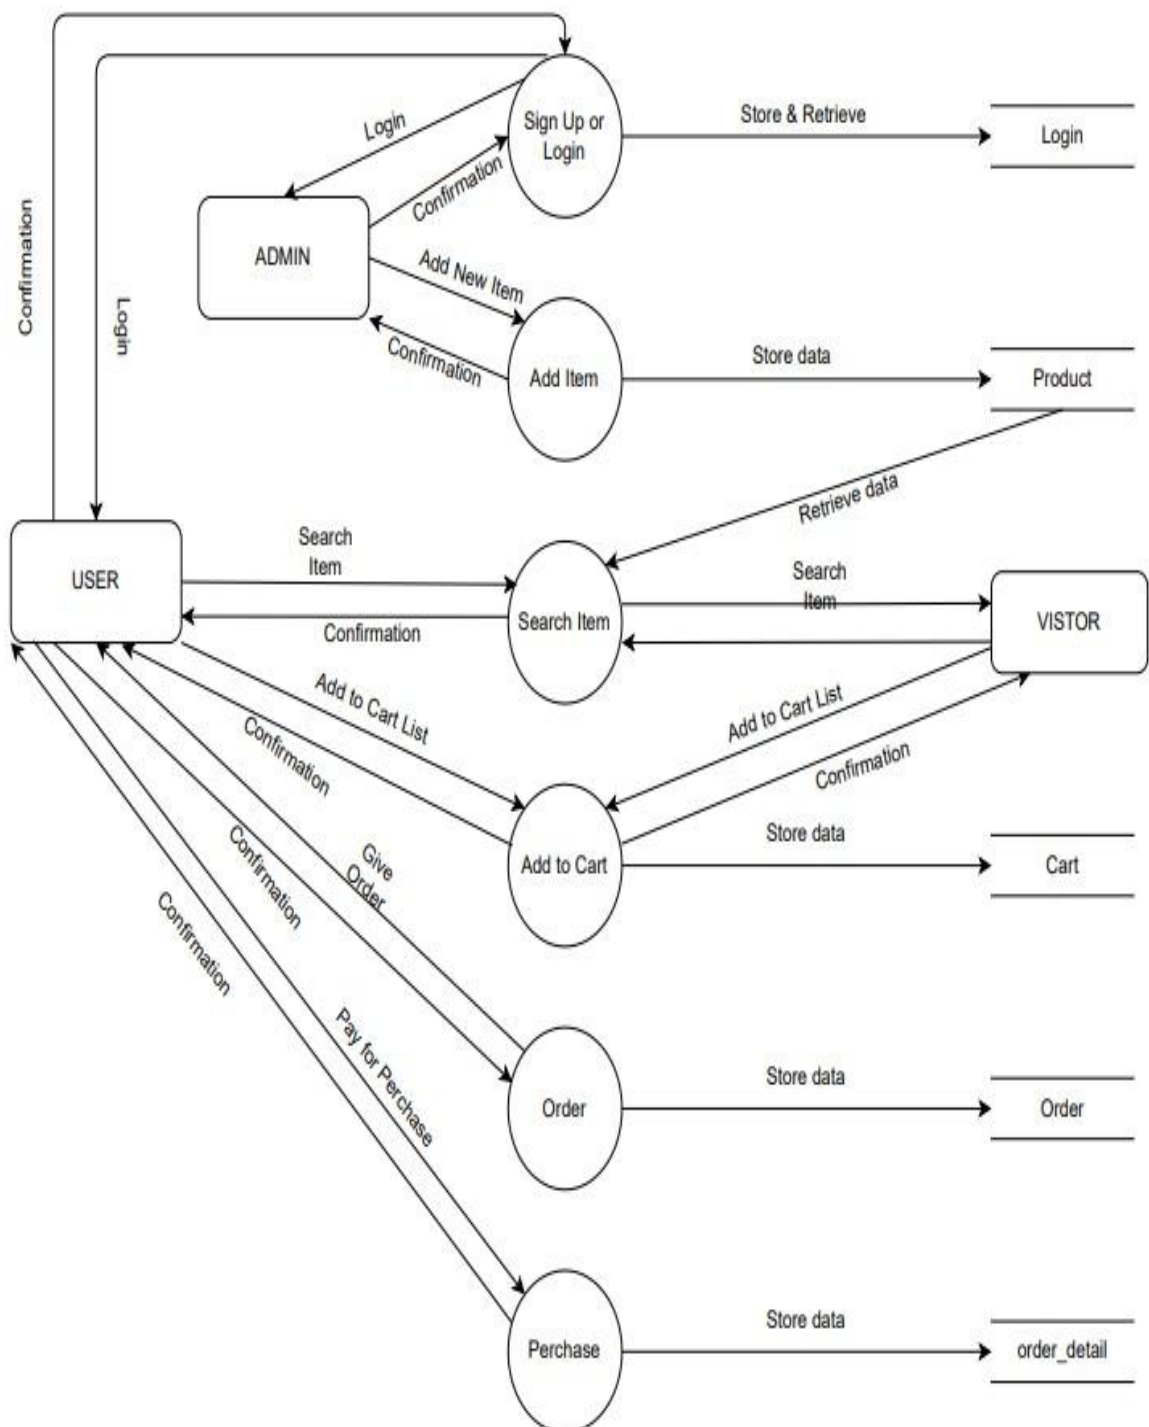 Sign Up or
Login
Store & Retrieve
Login
Login
Confirmation
Confirmation
ADMIN
Add New Item
Login
Confirmation
Add Item
Store data
Product
Retrieve data
USER
Search
Item
Confirmation
Search Item
Search
Item
VISTOR
Add to Cart List
Confirmation
Add to Cart List
Confirmation
Add to Cart
Store data
Cart
Give
Order
Confirmation
Confirmation
Pay for Perchase
Order
Store data
Order
Perchase
Store data
order_detail